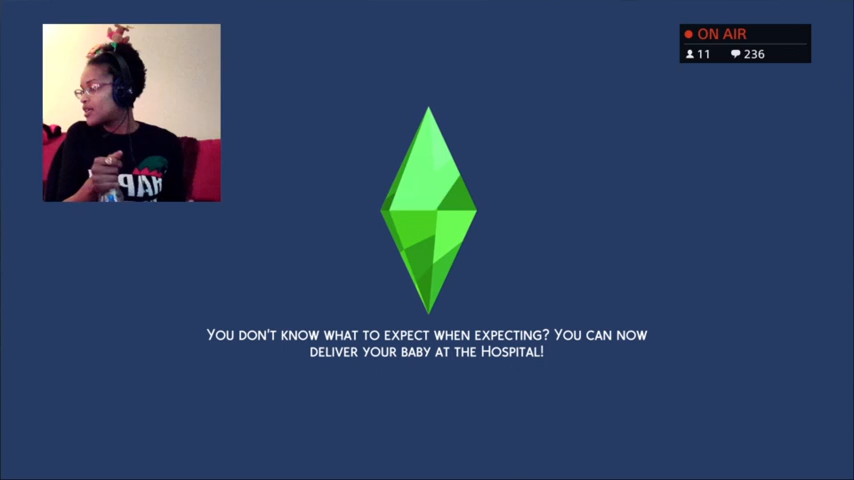 ON AIR
11 236
YOU DON'T KNOW WHAT TO EXPECT WHEN EXPECTING? YOU CAN NOW
DELIVER YOUR BABY AT THE HOSPITAL!